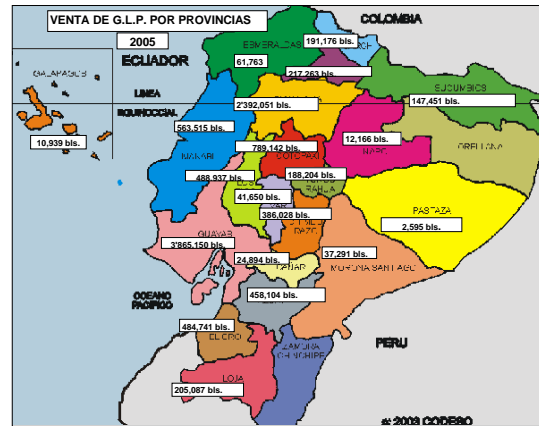 VENTA DE G.L.P. POR PROVINCIAS
COLOMBIA
2005
191,176 bls.
ESMERALDAS
ECUADOR
61,763
217,263 bls.
GALAPAGOS
SUCUMBIOS
LINEA
147,451 bls.
2'392,051 bls.
EQUINOCCIAL
563.515 bls.
10,939 bls.
12,166 bls.
789,142 bls.
ORELLANA
COTOPAXI
NAPO
MANABI
488,937 bls.
188,204 bls.
RAHUA
41,650 bls.
PASTAZA
386,028 bls.
2,595 bls.
RAZO
GUAYAS
3'865.150 bls.
37,291 bls.
24,894 bls.
CAÑAR
MORONA SANTIAGO
OCEANO
PACIFICO
458,104 bls.
484,741 bls.
EL ORO
ZAMORA
CHINCHIPE
PERU
LOJA
205,087 bls.
© 2003 CODESO